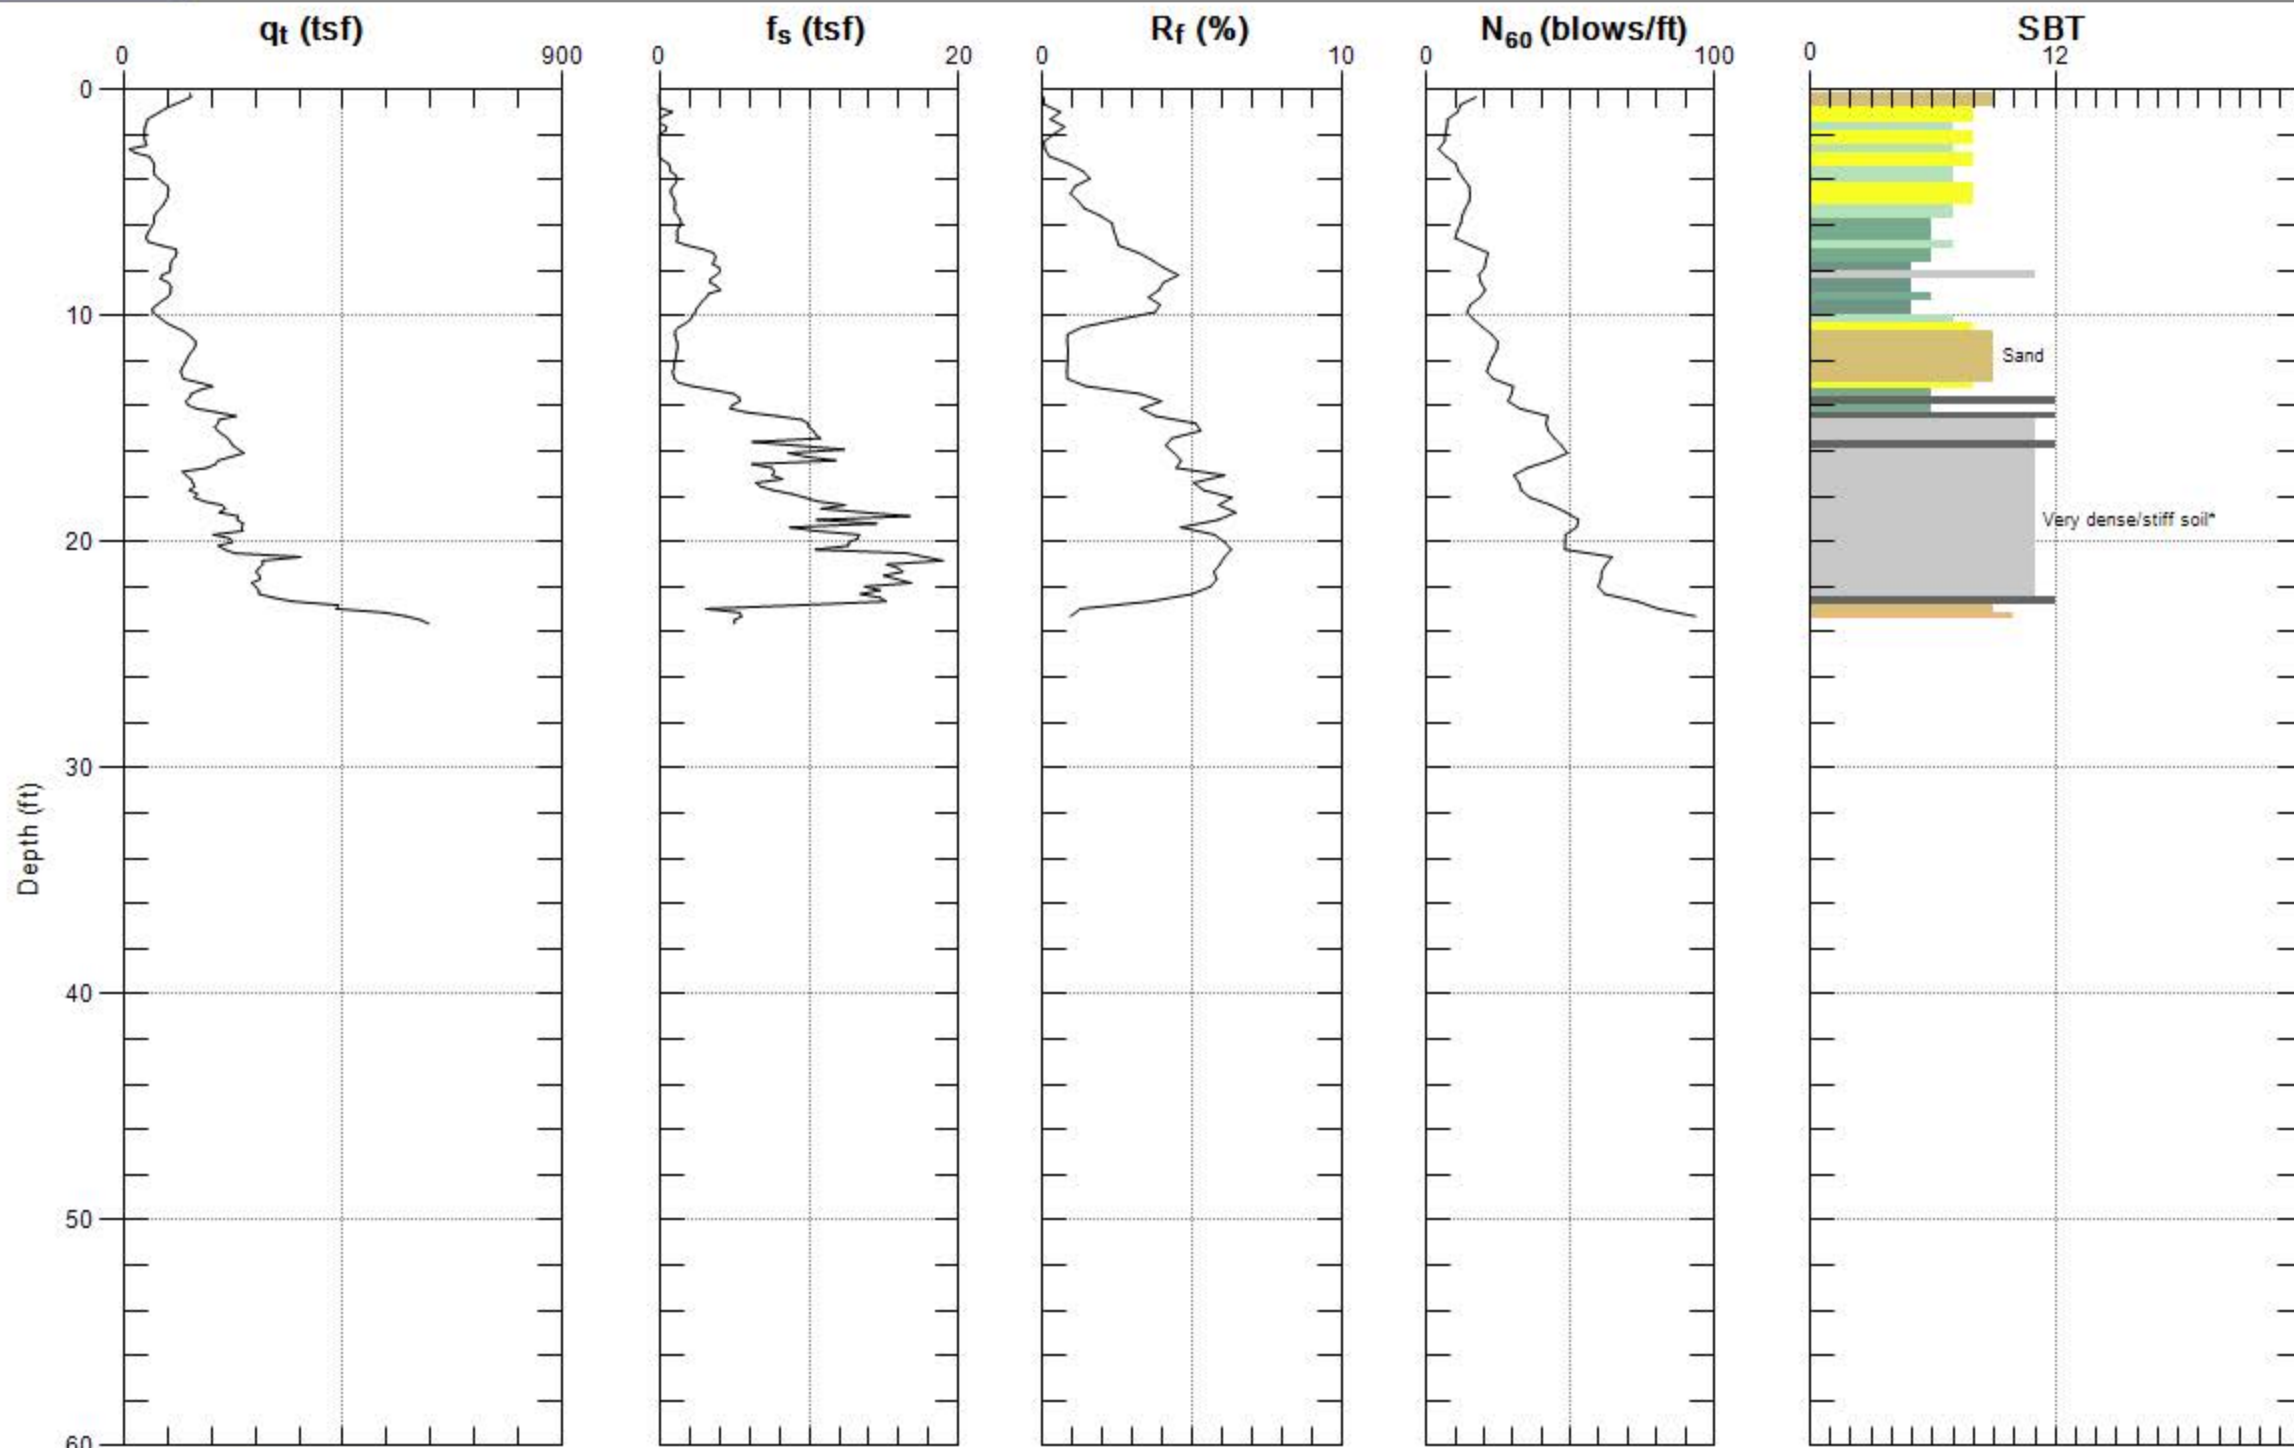 qt (tsf) fs (tsf) Rf (%) N60 (blows/ft) SBT
0 900 0 20 0 10 0 100 0 12
0
10
Sand
Very dense/stiff soil*
20
30
Depth (ft)
40
50
60